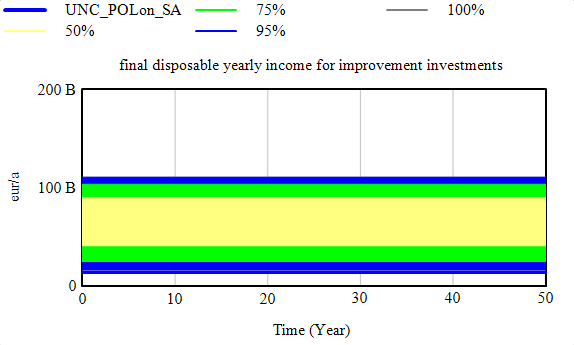 UNC_POLon_SA 75% 100%
50% 95%
final disposable yearly income for improvement investments
200 B
100 B
0
eur/a
0 10 20 30 40 50
Time (Year)